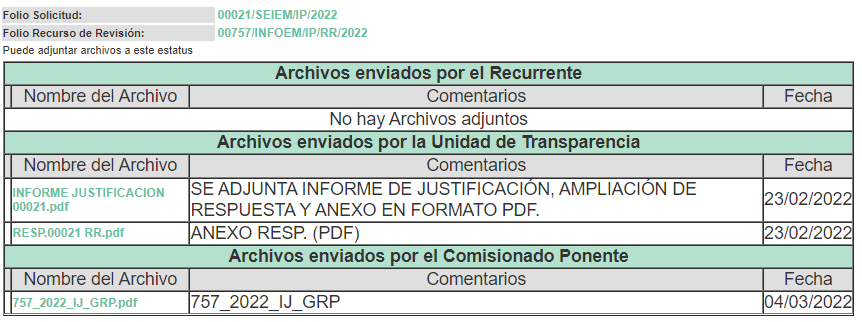 Folio Solicitud: 00021/SEIEM/IP/2022
Folio Recurso de Revisión: 00757/INFOEM/IP/RR/2022
Puede adjuntar archivos a este estatus
Archivos enviados por el Recurrente
Nombre del Archivo Comentarios Fecha
No hay Archivos adjuntos
Archivos enviados por la Unidad de Transparencia
Nombre del Archivo Comentarios Fecha
INFORME JUSTIFICACION 00021.pdf SE ADJUNTA INFORME DE JUSTIFICACIÓN, AMPLIACIÓN DE RESPUESTA Y ANEXO EN FORMATO PDF. 23/02/2022
RESP.00021 RR.pdf ANEXO RESP. (PDF) 23/02/2022
Archivos enviados por el Comisionado Ponente
Nombre del Archivo Comentarios Fecha
757_2022_IJ_GRP.pdf 757_2022_IJ_GRP 04/03/2022